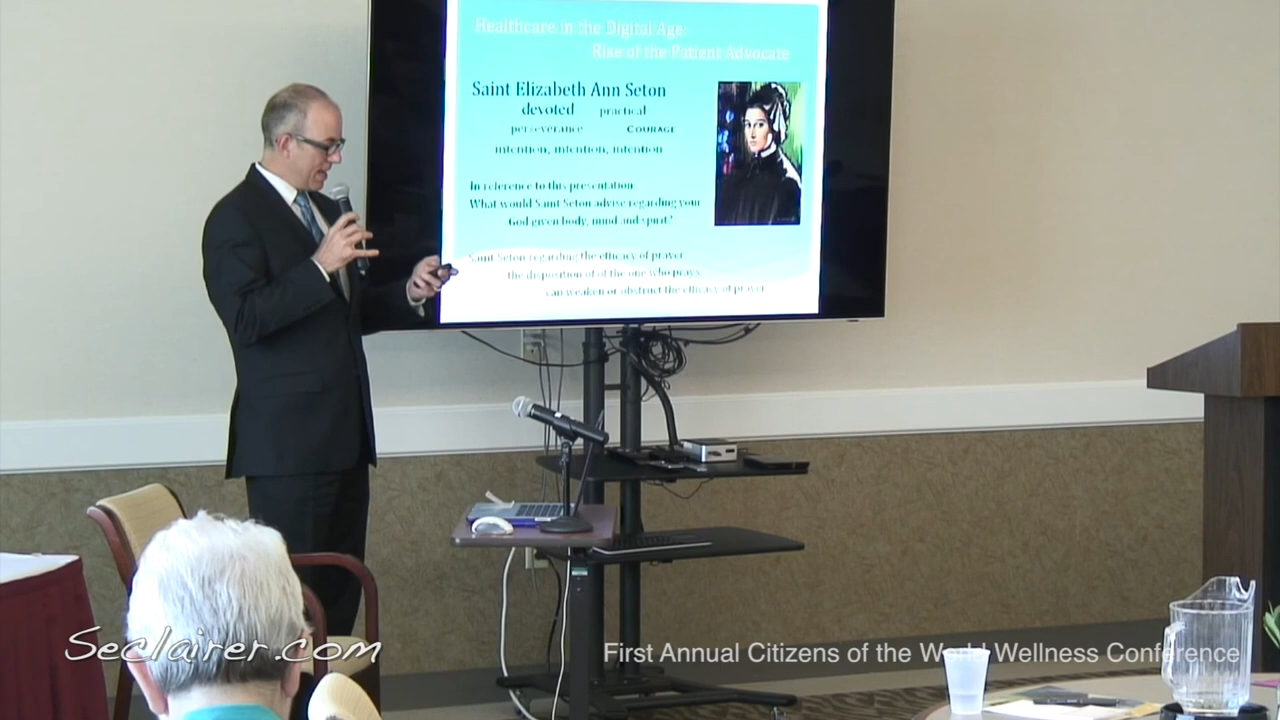 Healthcare in the Digital Age:
Rise of the Patient Advocate
Saint Elizabeth Ann Seton
devoted practical
perseverance COURAGE
intention, intention, intention
In reference to this presentation
What would Saint Seton advise regarding your
God given body, mind and spirit?
Saint Seton regarding the efficacy of prayer
the disposition of of the one who prays
can weaken or obstruct the efficacy of prayer
Seclairer.com
First Annual Citizens of the World Wellness Conference